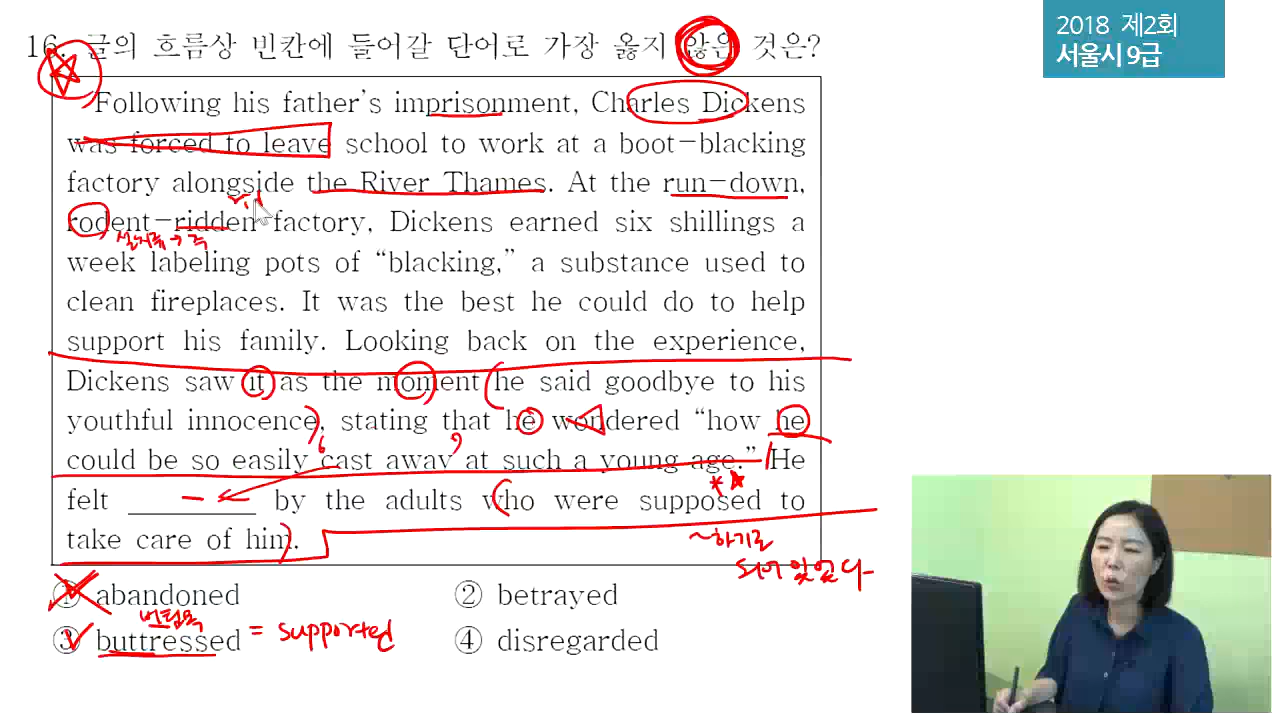 2018 제2회
서울시 9급
16. 글의 흐름상 빈칸에 들어갈 단어로 가장 옳지 않은 것은?
Following his father's imprisonment, Charles Dickens
was forced to leave school to work at a boot-blacking
factory alongside the River Thames. At the run-down,
rodent-ridden factory, Dickens earned six shillings a
week labeling pots of “blacking,” a substance used to
clean fireplaces. It was the best he could do to help
support his family. Looking back on the experience,
Dickens saw it as the moment he said goodbye to his
youthful innocence, stating that he wondered “how he
could be so easily cast away at such a young age.” He
felt ________ by the adults who were supposed to
take care of him.
~하기로
되어 있었다
① abandoned
② betrayed
버팀목
③ buttressed = supported
④ disregarded